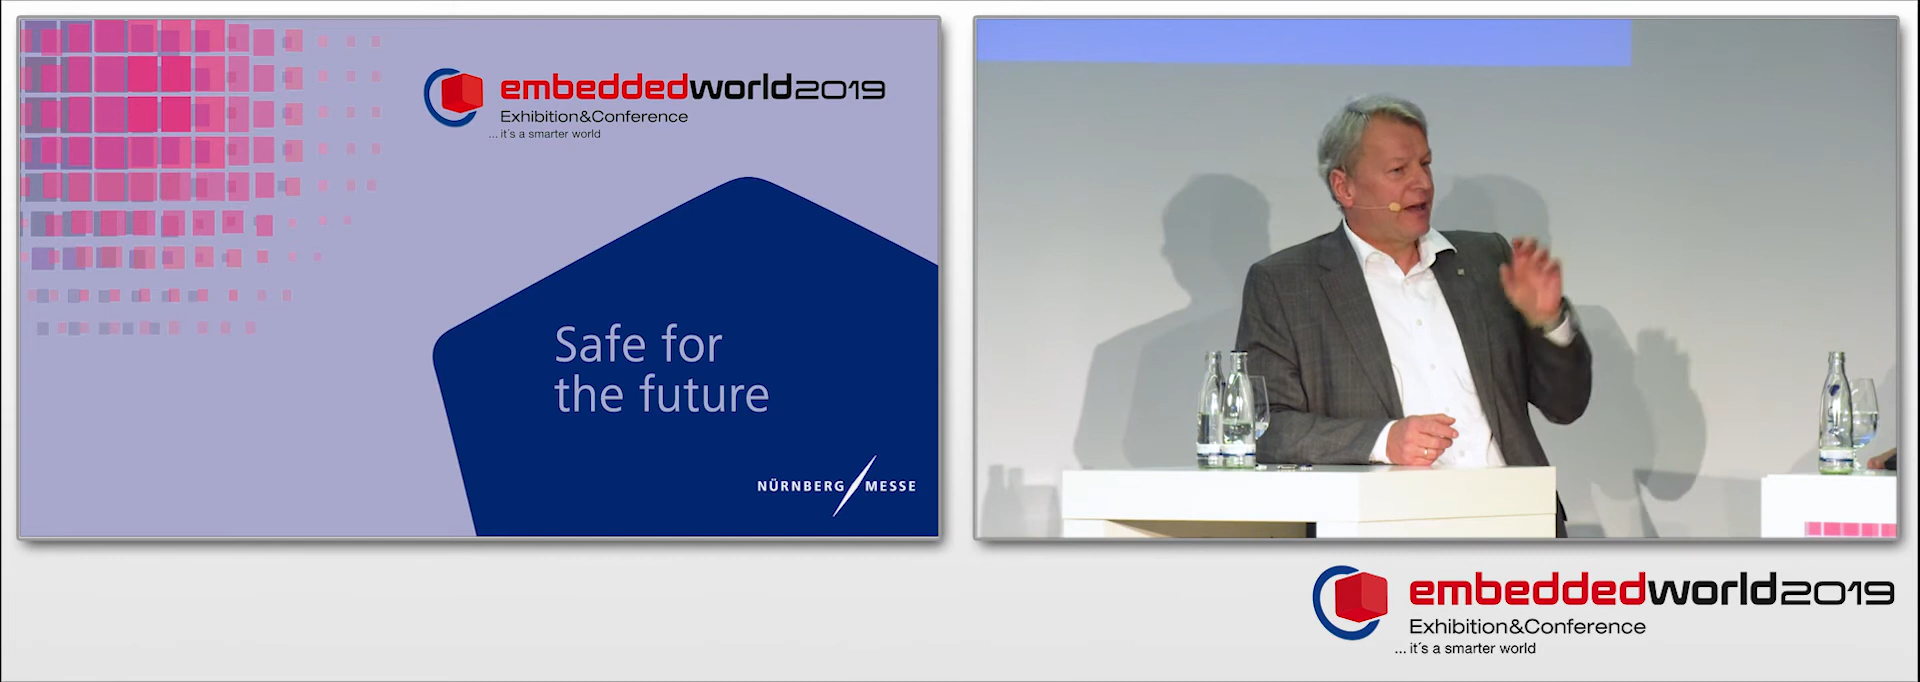 embeddedworld2019
Exhibition&Conference
... it's a smarter world
Safe for
the future
NÜRNBERG MESSE
embeddedworld2019
Exhibition&Conference
... it´s a smarter world